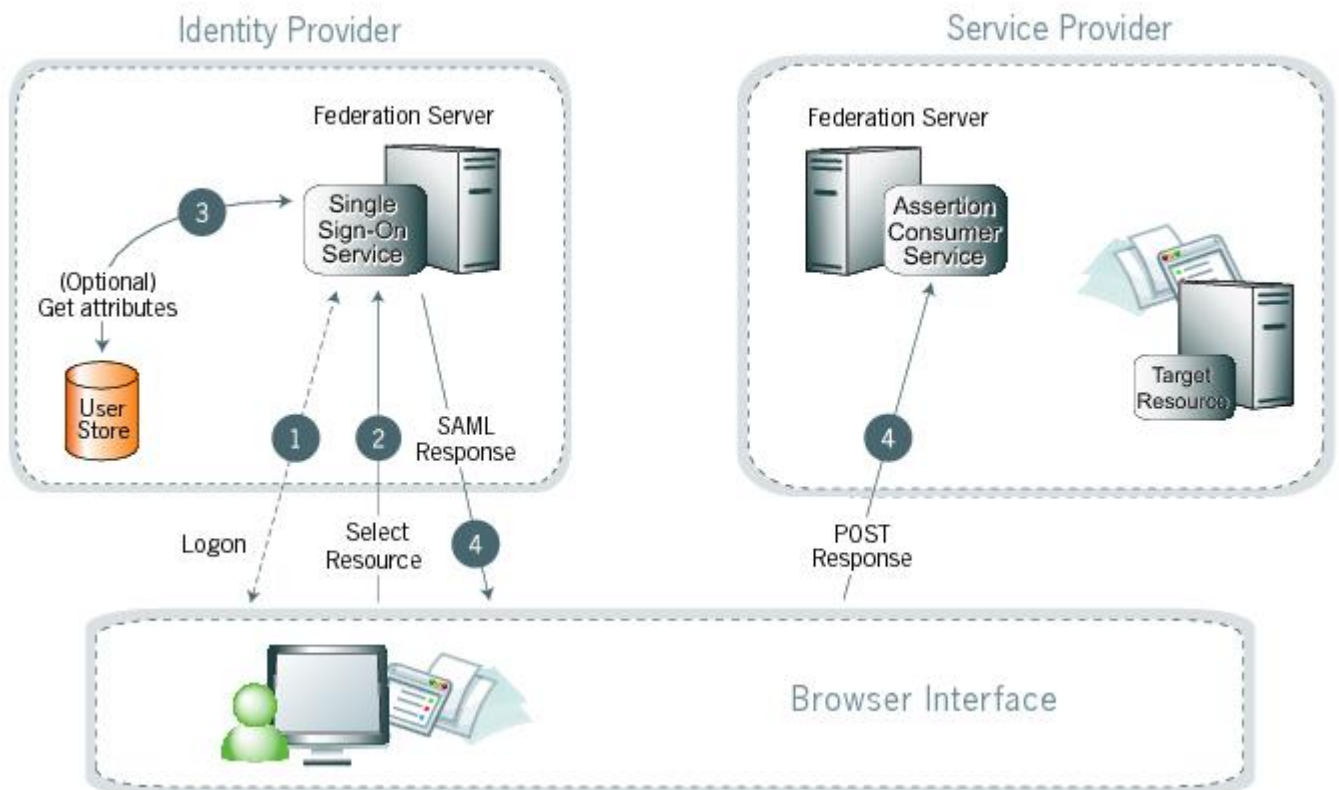 Identity Provider
Service Provider
Federation Server
Federation Server
3
Single
Sign-On
Service
Assertion
Consumer
Service
(Optional)
Get attributes
User
Store
Target
Resource
1
2
SAML
Response
4
Logon
Select
Resource
4
POST
Response
Browser Interface